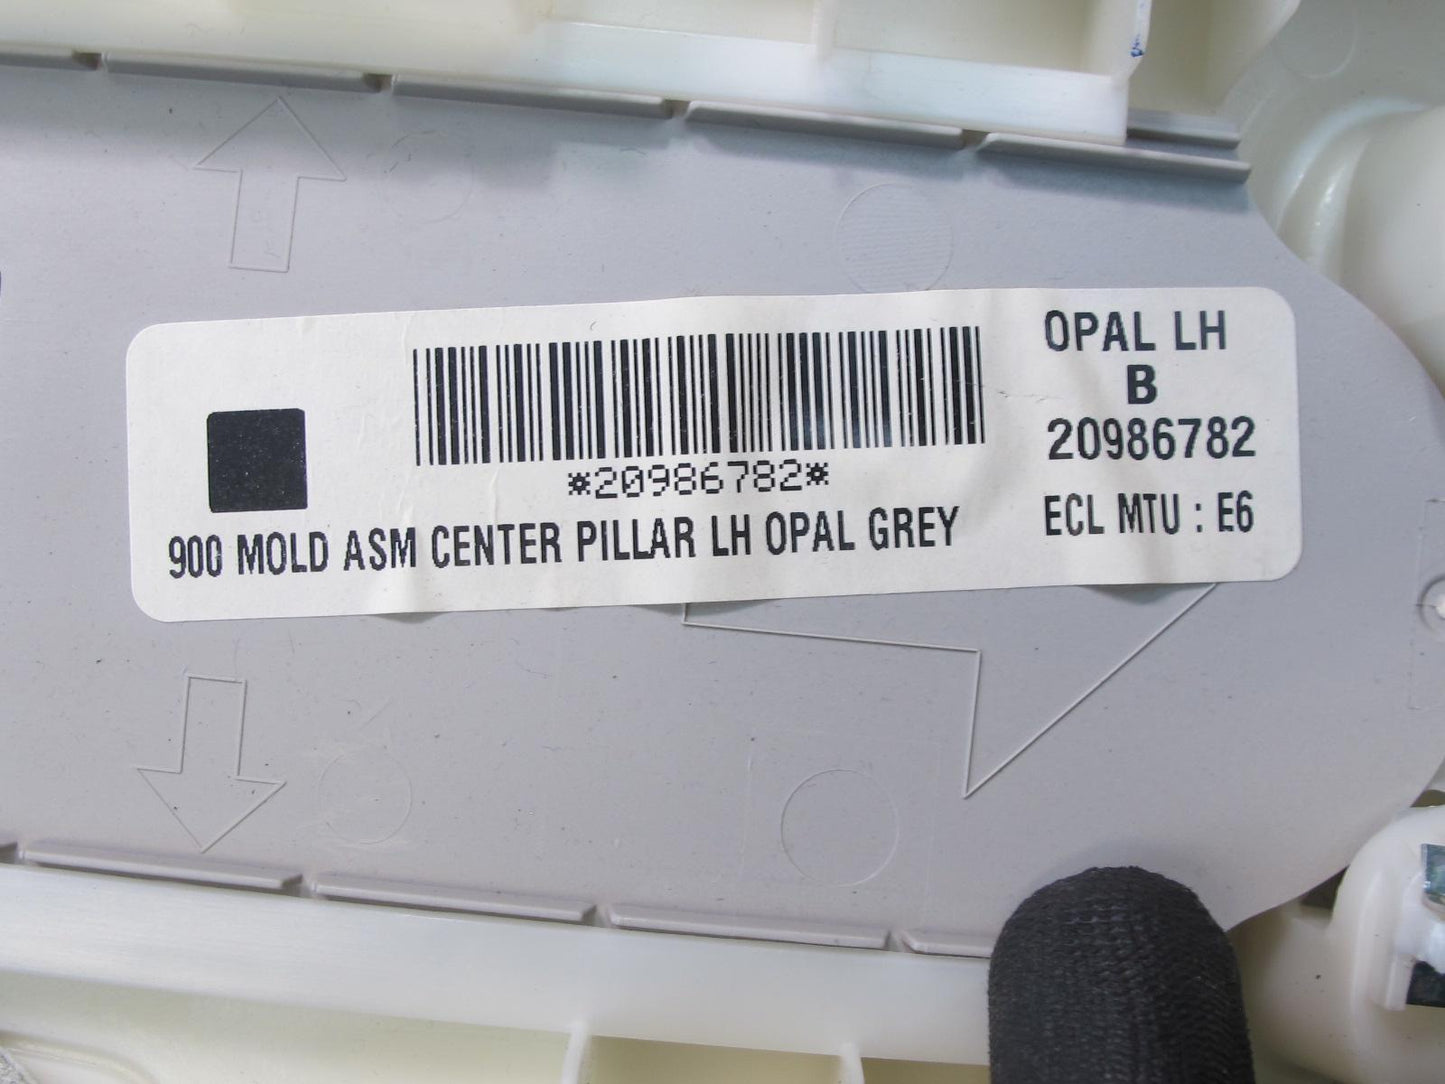 OPAL LH
B
20986782
*20986782*
900 MOLD ASM CENTER PILLAR LH OPAL GREY
ECL MTU : E6